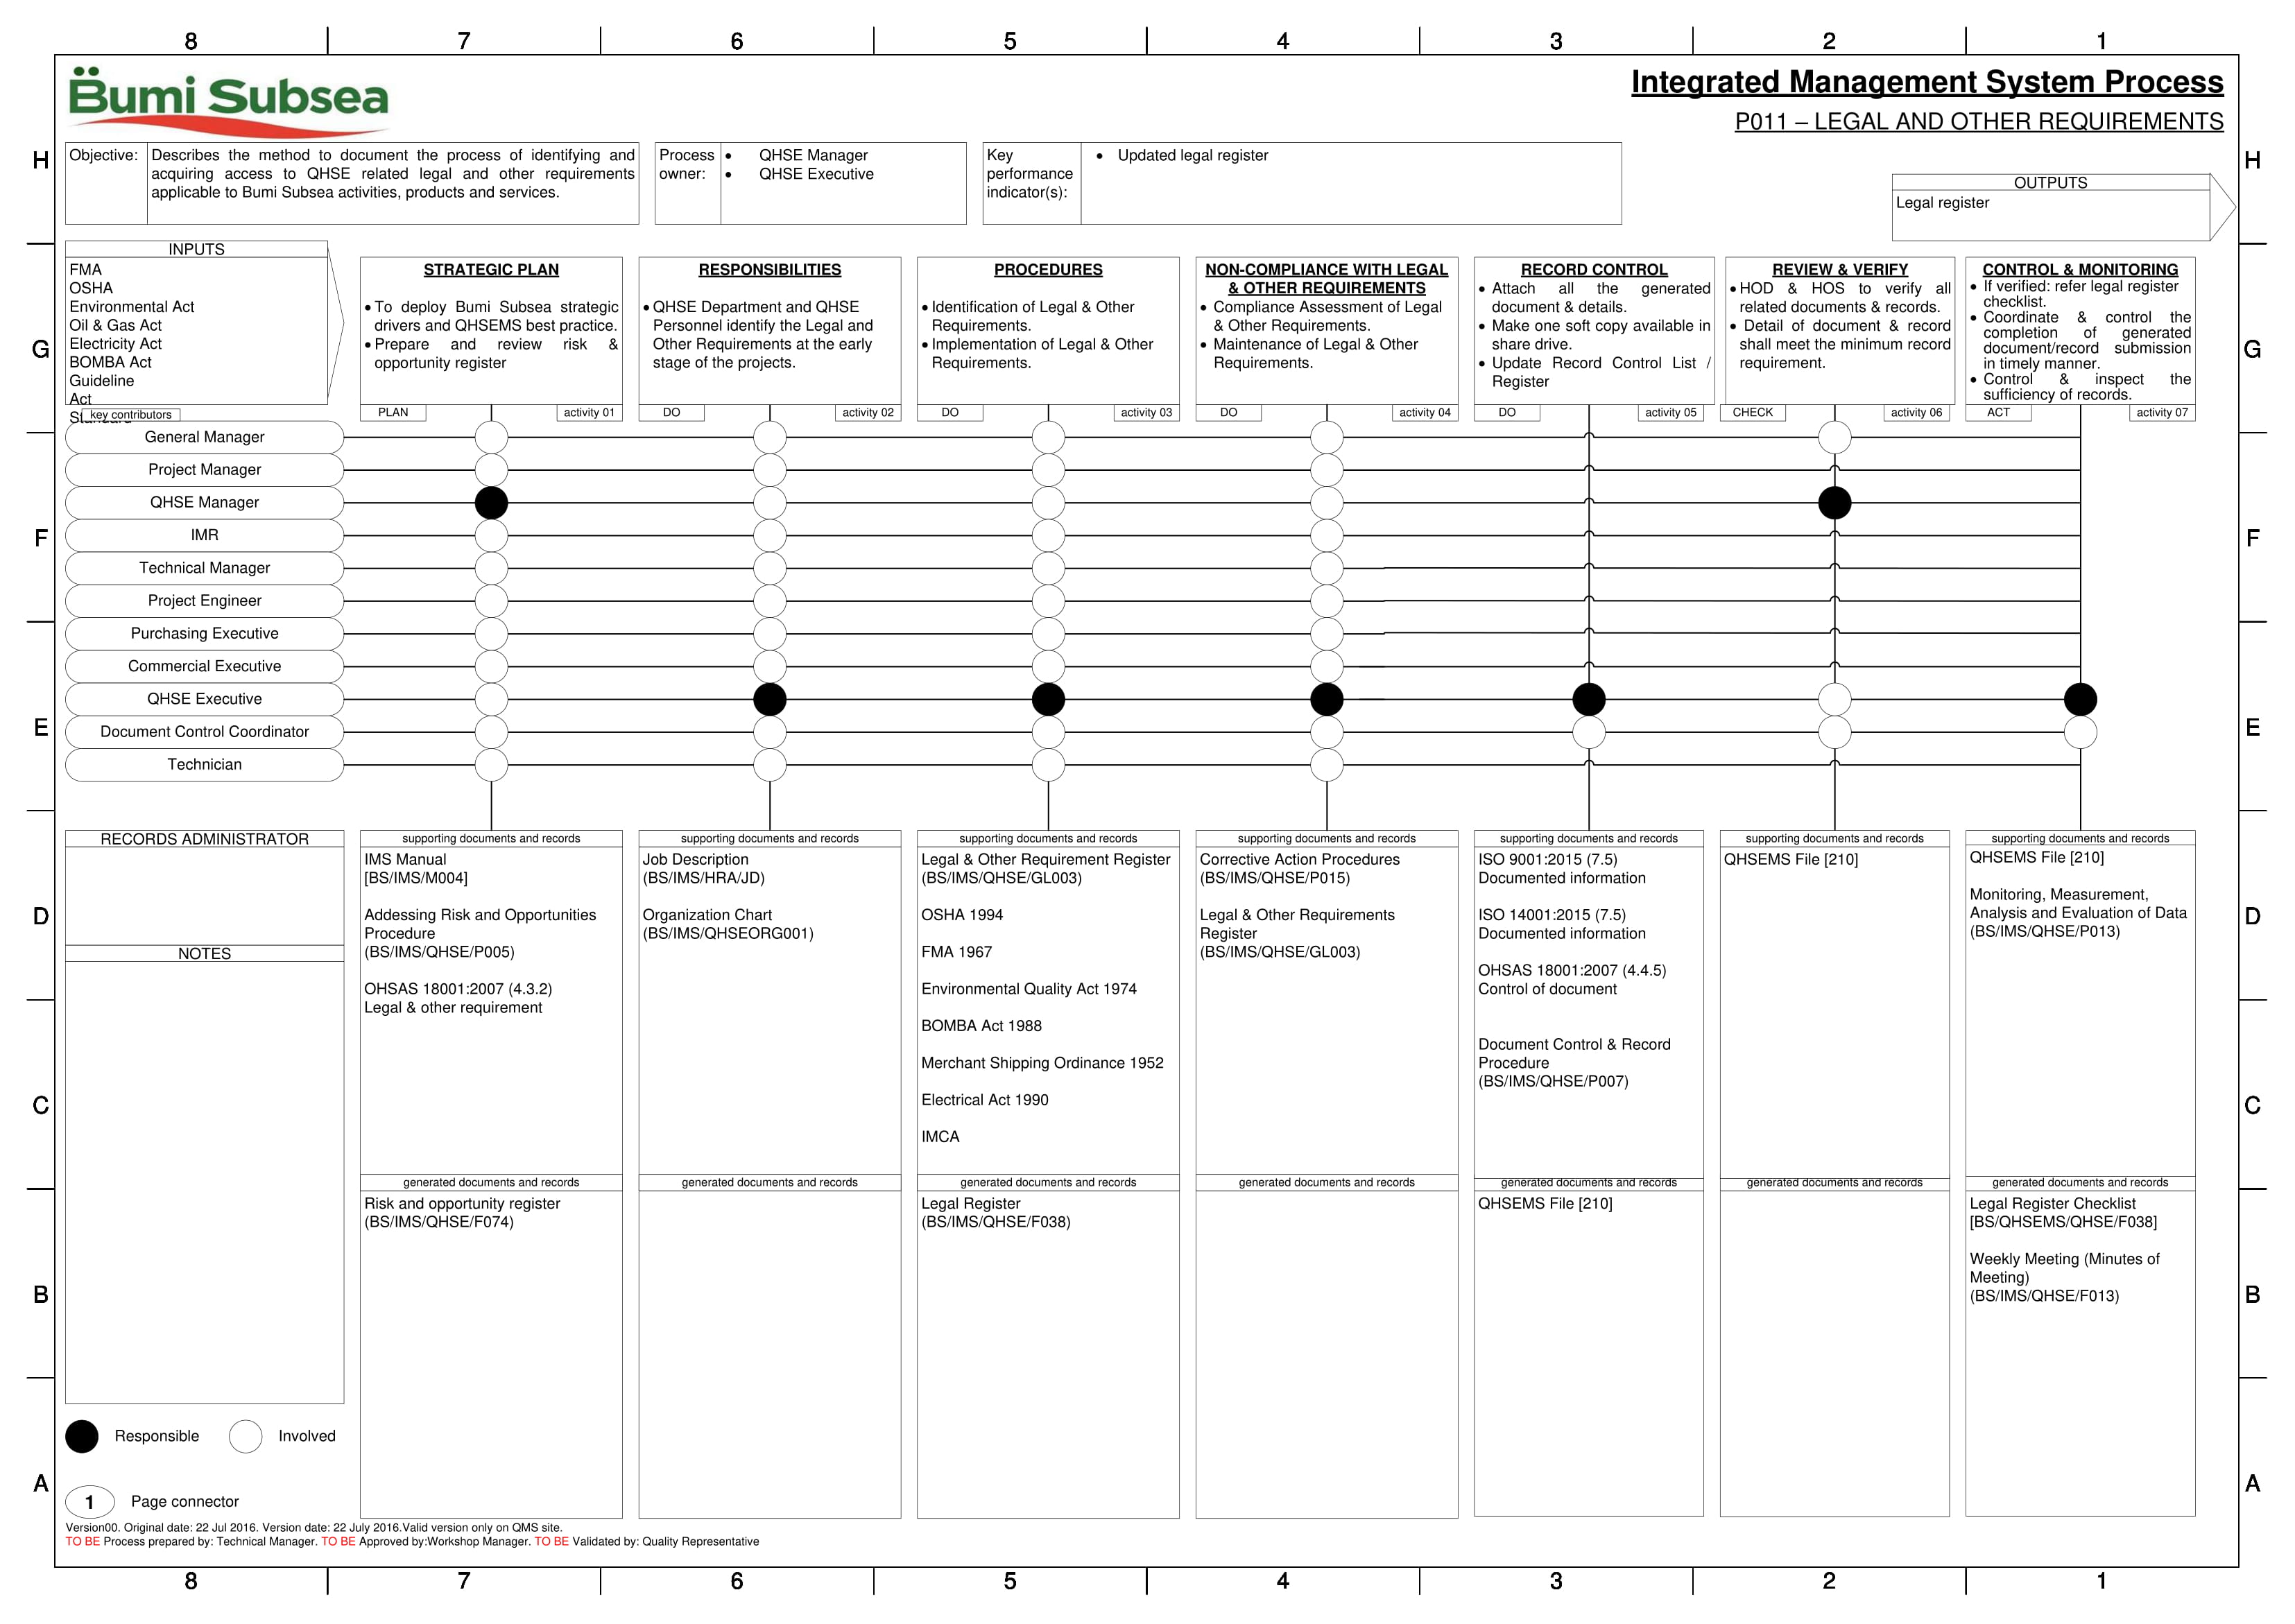 8 7 6 5 4 3 2 1
Bumi Subsea
Integrated Management System Process
P011 – LEGAL AND OTHER REQUIREMENTS
H
H
Objective:
Describes the method to document the process of identifying and
acquiring access to QHSE related legal and other requirements
applicable to Bumi Subsea activities, products and services.
Process
owner:
• QHSE Manager
• QHSE Executive
Key
performance
indicator(s):
• Updated legal register
OUTPUTS
Legal register
G
G
INPUTS
FMA
OSHA
Environmental Act
Oil & Gas Act
Electricity Act
BOMBA Act
Guideline
Act
Standard
key contributors
STRATEGIC PLAN
• To deploy Bumi Subsea strategic
drivers and QHSEMS best practice.
• Prepare and review risk &
opportunity register
PLAN
activity 01
RESPONSIBILITIES
• QHSE Department and QHSE
Personnel identify the Legal and
Other Requirements at the early
stage of the projects.
DO
activity 02
PROCEDURES
• Identification of Legal & Other
Requirements.
• Implementation of Legal & Other
Requirements.
DO
activity 03
NON-COMPLIANCE WITH LEGAL
& OTHER REQUIREMENTS
• Compliance Assessment of Legal
& Other Requirements.
• Maintenance of Legal & Other
Requirements.
DO
activity 04
RECORD CONTROL
• Attach all the generated
document & details.
• Make one soft copy available in
share drive.
• Update Record Control List /
Register
DO
activity 05
REVIEW & VERIFY
• HOD & HOS to verify all
related documents & records.
• Detail of document & record
shall meet the minimum record
requirement.
CHECK
activity 06
CONTROL & MONITORING
• If verified: refer legal register
checklist.
• Coordinate & control the
completion of generated
document/record submission
in timely manner.
• Control & inspect the
sufficiency of records.
ACT
activity 07
F
F
General Manager
Project Manager
QHSE Manager
IMR
Technical Manager
Project Engineer
Purchasing Executive
Commercial Executive
QHSE Executive
Document Control Coordinator
Technician
E
E
D
D
RECORDS ADMINISTRATOR
NOTES
supporting documents and records
IMS Manual
[BS/IMS/M004]
Addressing Risk and Opportunities
Procedure
(BS/IMS/QHSE/P005)
OHSAS 18001:2007 (4.3.2)
Legal & other requirement
supporting documents and records
Job Description
(BS/IMS/HRA/JD)
Organization Chart
(BS/IMS/QHSEORG001)
supporting documents and records
Legal & Other Requirement Register
(BS/IMS/QHSE/GL003)
OSHA 1994
FMA 1967
Environmental Quality Act 1974
BOMBA Act 1988
Merchant Shipping Ordinance 1952
Electrical Act 1990
IMCA
supporting documents and records
Corrective Action Procedures
(BS/IMS/QHSE/P015)
Legal & Other Requirements
Register
(BS/IMS/QHSE/GL003)
supporting documents and records
ISO 9001:2015 (7.5)
Documented information
ISO 14001:2015 (7.5)
Documented information
OHSAS 18001:2007 (4.4.5)
Control of document
Document Control & Record
Procedure
(BS/IMS/QHSE/P007)
supporting documents and records
QHSEMS File [210]
supporting documents and records
QHSEMS File [210]
Monitoring, Measurement,
Analysis and Evaluation of Data
(BS/IMS/QHSE/P013)
C
C
generated documents and records
Risk and opportunity register
(BS/IMS/QHSE/F074)
generated documents and records
generated documents and records
Legal Register
(BS/IMS/QHSE/F038)
generated documents and records
generated documents and records
QHSEMS File [210]
generated documents and records
generated documents and records
Legal Register Checklist
[BS/QHSEMS/QHSE/F038]
Weekly Meeting (Minutes of
Meeting)
(BS/IMS/QHSE/F013)
B
B
Responsible
Involved
A
A
1 Page connector
Version00. Original date: 22 Jul 2016. Version date: 22 July 2016.Valid version only on QMS site.
TO BE Process prepared by: Technical Manager. TO BE Approved by:Workshop Manager. TO BE Validated by: Quality Representative
8 7 6 5 4 3 2 1